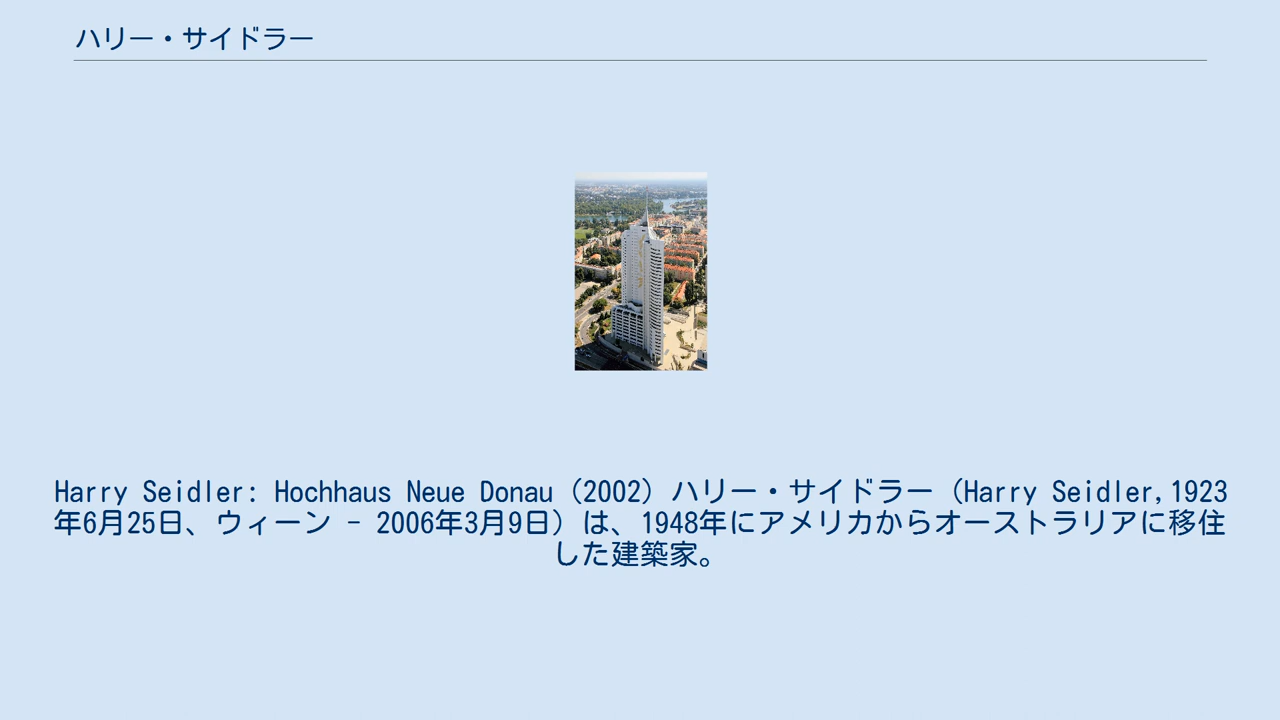 ハリー・サイドラー
Harry Seidler: Hochhaus Neue Donau（2002）ハリー・サイドラー（Harry Seidler,1923
年6月25日、ウィーン - 2006年3月9日）は、1948年にアメリカからオーストラリアに移住
した建築家。